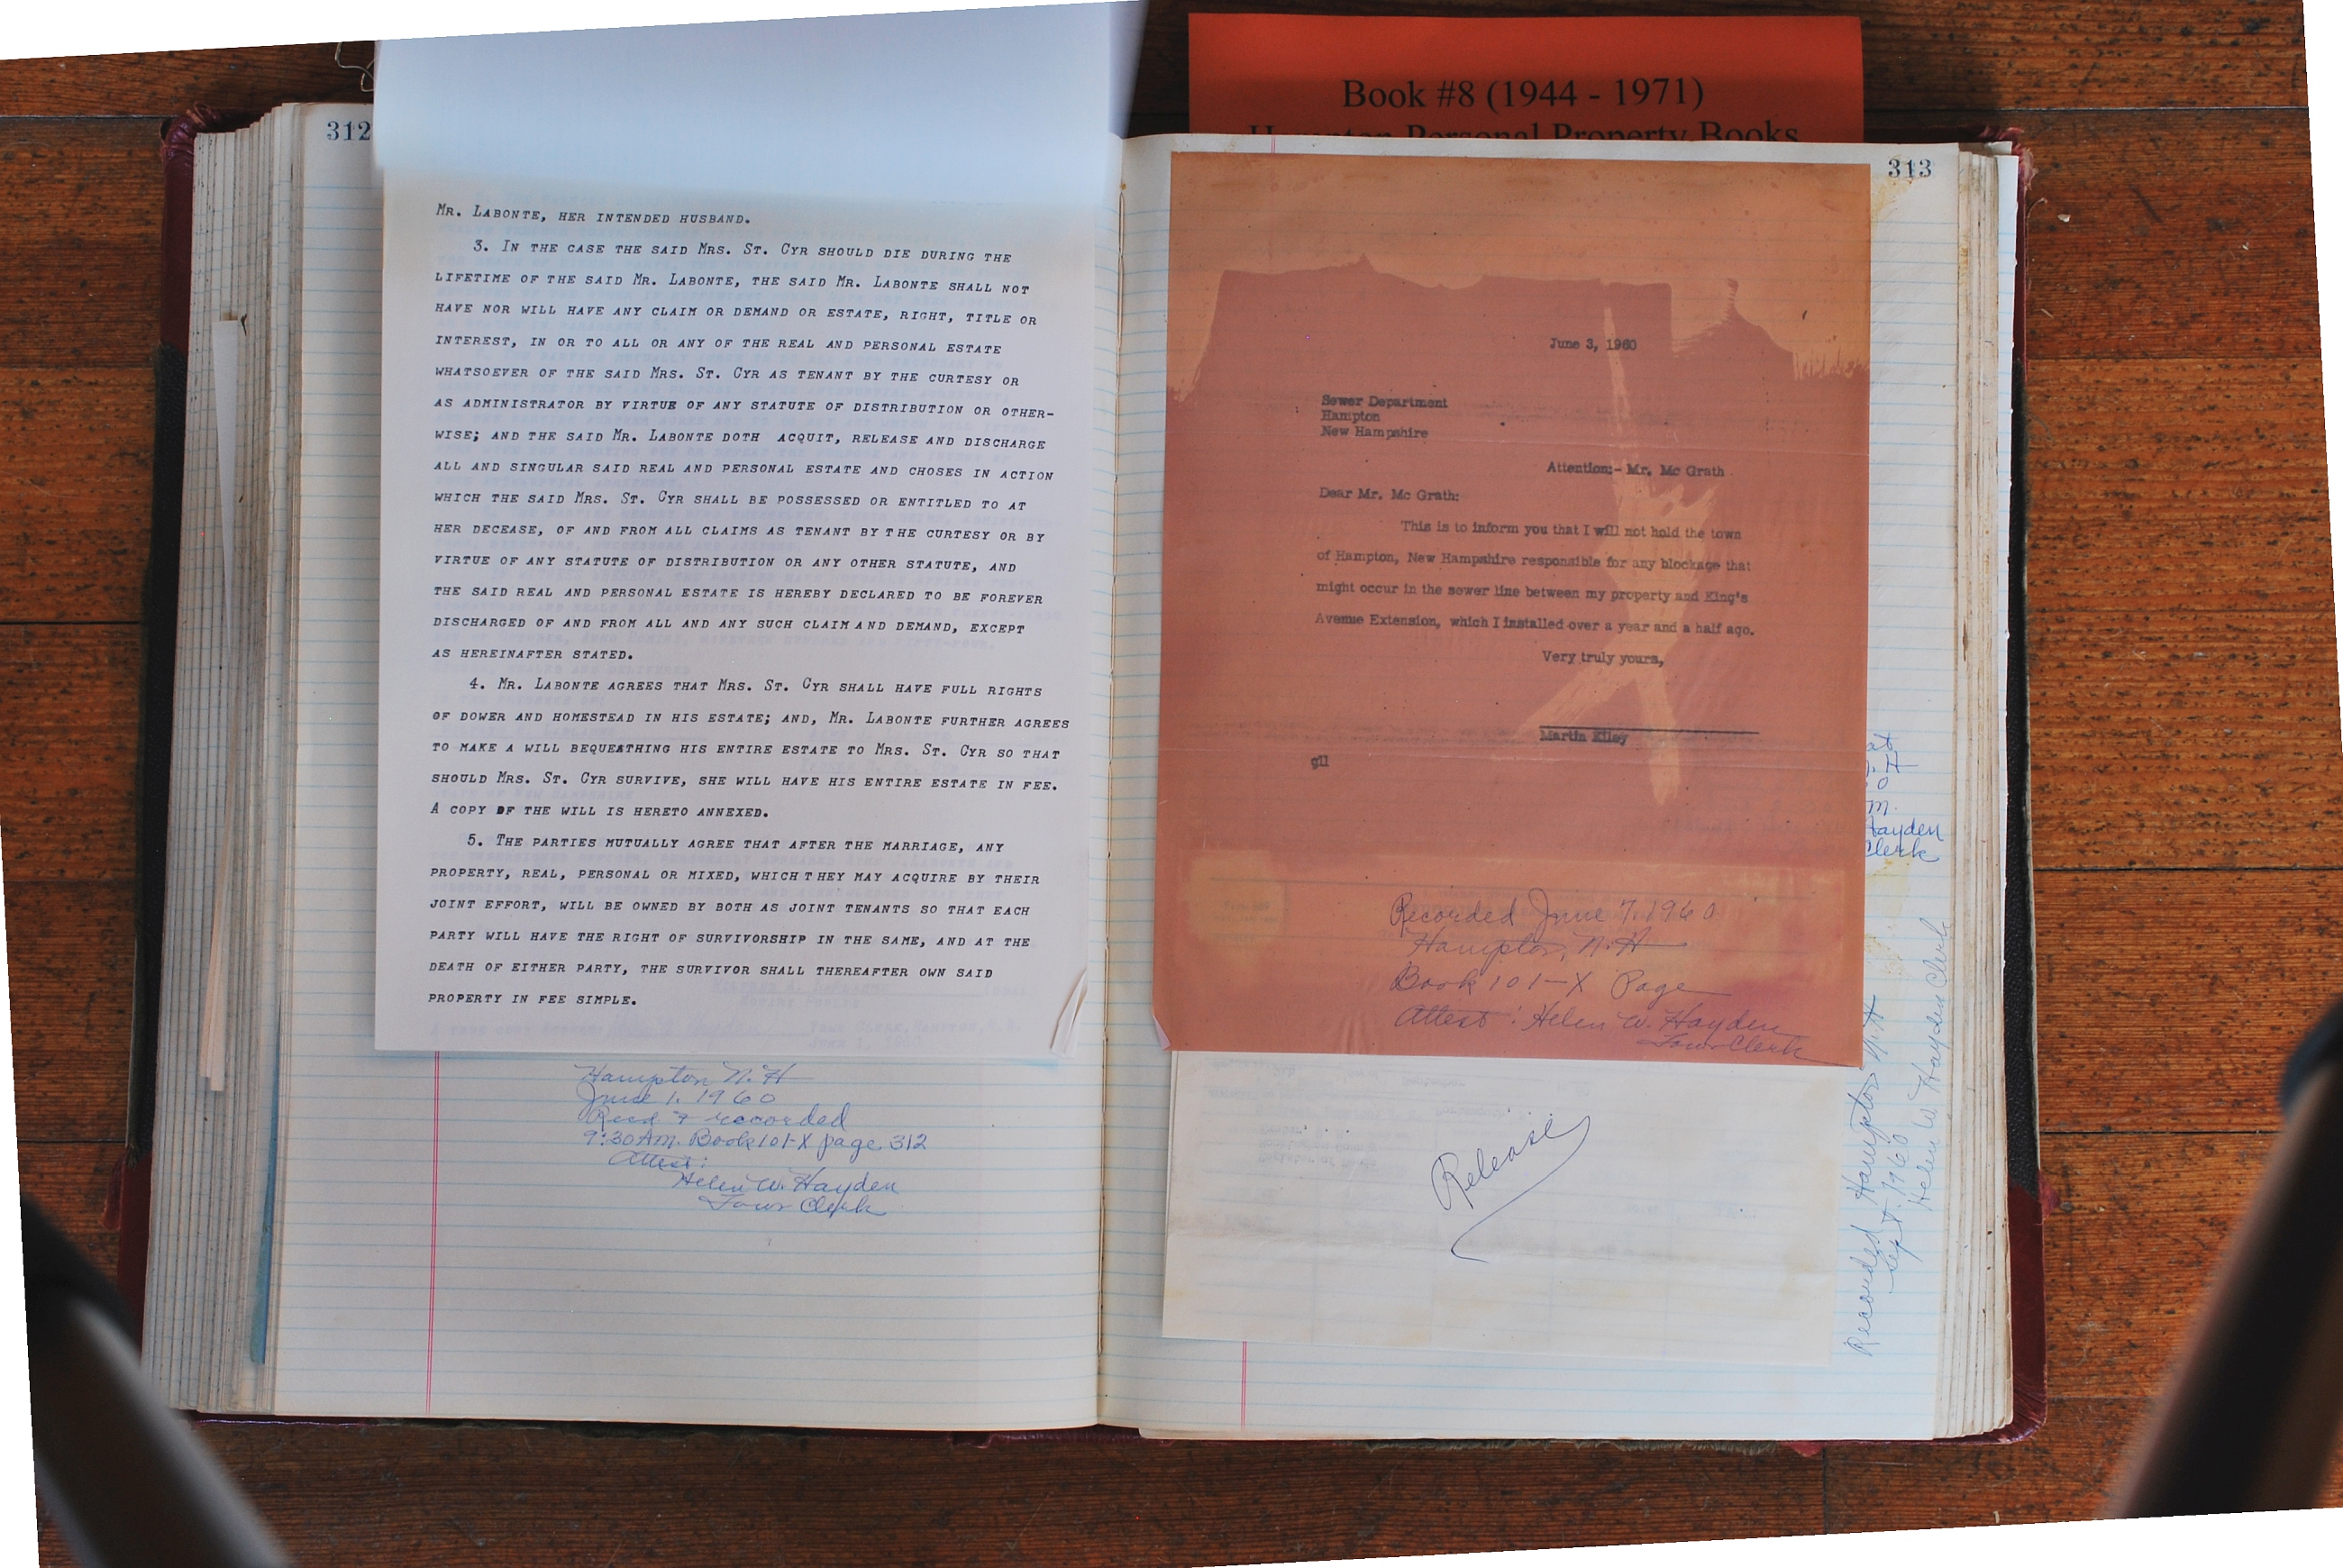 Book #8 (1944 - 1971)
Hampton Personal Property Books
312
MR. LABONTE, HER INTENDED HUSBAND.
3. IN THE CASE THE SAID MRS. ST. CYR SHOULD DIE DURING THE
LIFETIME OF THE SAID MR. LABONTE, THE SAID MR. LABONTE SHALL NOT
HAVE NOR WILL HAVE ANY CLAIM OR DEMAND OR ESTATE, RIGHT, TITLE OR
INTEREST, IN OR TO ALL OR ANY OF THE REAL AND PERSONAL ESTATE
WHATSOEVER OF THE SAID MRS. ST. CYR AS TENANT BY THE CURTESY OR
AS ADMINISTRATOR BY VIRTUE OF ANY STATUTE OF DISTRIBUTION OR OTHER-
WISE; AND THE SAID MR. LABONTE DOTH ACQUIT, RELEASE AND DISCHARGE
ALL AND SINGULAR SAID REAL AND PERSONAL ESTATE AND CHOSES IN ACTION
WHICH THE SAID MRS. ST. CYR SHALL BE POSSESSED OR ENTITLED TO AT
HER DECEASE, OF AND FROM ALL CLAIMS AS TENANT BY THE CURTESY OR BY
VIRTUE OF ANY STATUTE OF DISTRIBUTION OR ANY OTHER STATUTE, AND
THE SAID REAL AND PERSONAL ESTATE IS HEREBY DECLARED TO BE FOREVER
DISCHARGED OF AND FROM ALL AND ANY SUCH CLAIM AND DEMAND, EXCEPT
AS HEREINAFTER STATED.
4. MR. LABONTE AGREES THAT MRS. ST. CYR SHALL HAVE FULL RIGHTS
OF DOWER AND HOMESTEAD IN HIS ESTATE; AND, MR. LABONTE FURTHER AGREES
TO MAKE A WILL BEQUEATHING HIS ENTIRE ESTATE TO MRS. ST. CYR SO THAT
SHOULD MRS. ST. CYR SURVIVE, SHE WILL HAVE HIS ENTIRE ESTATE IN FEE.
A COPY OF THE WILL IS HERETO ANNEXED.
5. THE PARTIES MUTUALLY AGREE THAT AFTER THE MARRIAGE, ANY
PROPERTY, REAL, PERSONAL OR MIXED, WHICH THEY MAY ACQUIRE BY THEIR
JOINT EFFORT, WILL BE OWNED BY BOTH AS JOINT TENANTS SO THAT EACH
PARTY WILL HAVE THE RIGHT OF SURVIVORSHIP IN THE SAME, AND AT THE
DEATH OF EITHER PARTY, THE SURVIVOR SHALL THEREAFTER OWN SAID
PROPERTY IN FEE SIMPLE.
Hampton N.H
June 1. 1960
Recd & recorded
9:30 AM. Book 101-X page 312
Attest:
Helen W. Hayden
Town Clerk
313
June 3, 1960
Sewer Department
Hampton
New Hampshire
Attention:- Mr. Mc Grath
Dear Mr. Mc Grath:
This is to inform you that I will not hold the town
of Hampton, New Hampshire responsible for any blockage that
might occur in the sewer line between my property and King's
Avenue Extension, which I installed over a year and a half ago.
Very truly yours,
Martin Kiley
gll
Recorded June 7. 1960
Hampton, N.H
Book 101-X Page
Attest: Helen W. Hayden
Town Clerk
Release
M.
Hayden
Clerk
Recorded Hampton N.H
Sept. 1960
Helen W. Hayden Clerk